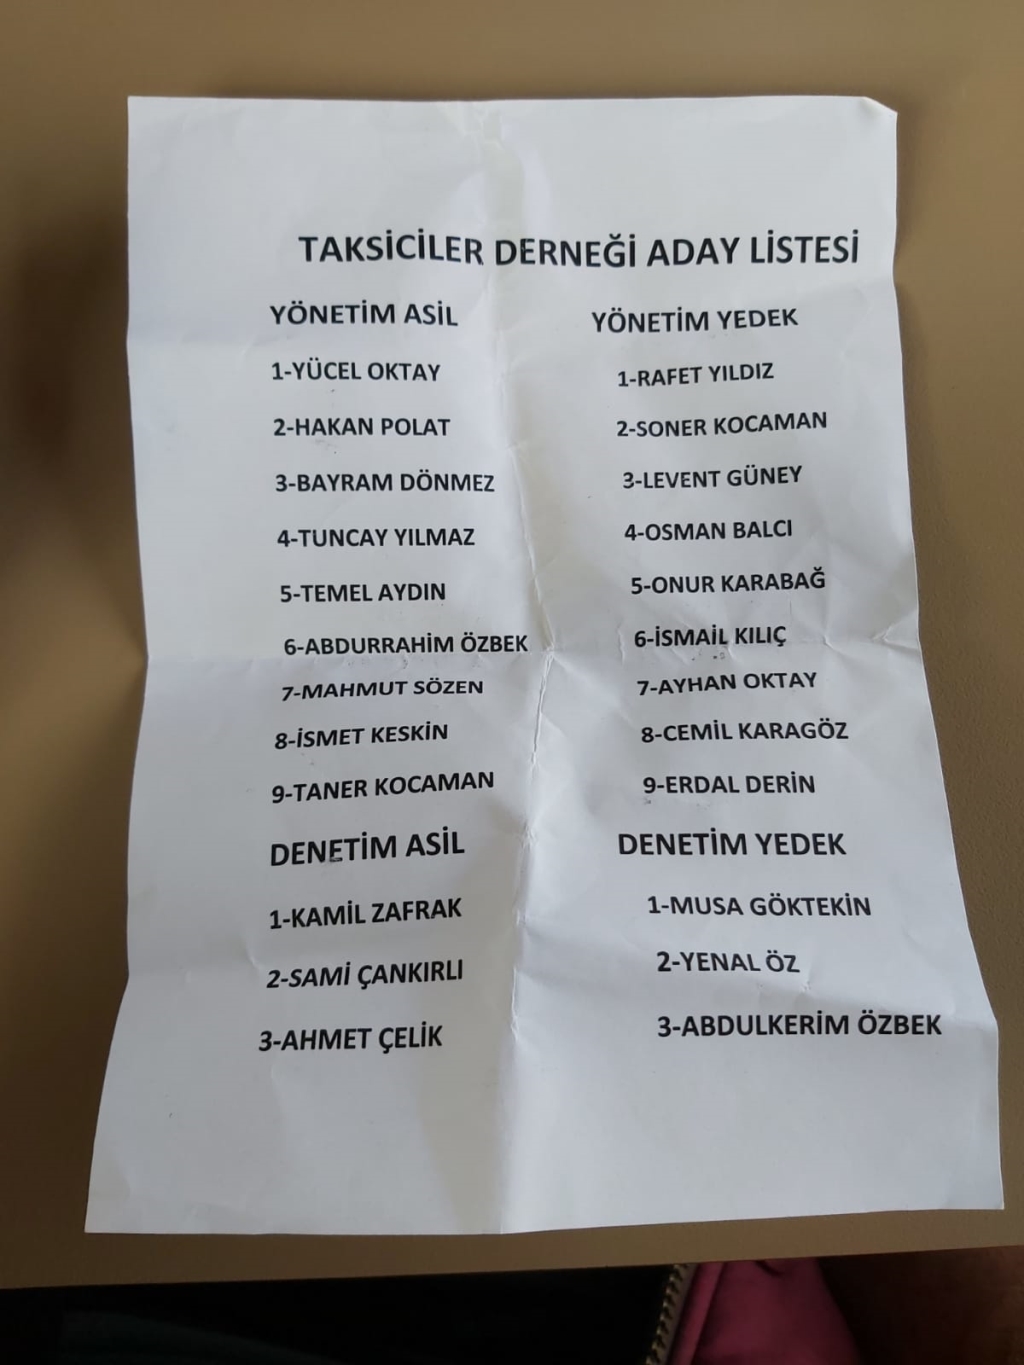 TAKSİCİLER DERNEĞİ ADAY LİSTESİ
YÖNETİM ASİL
1-YÜCEL OKTAY
2-HAKAN POLAT
3-BAYRAM DÖNMEZ
4-TUNCAY YILMAZ
5-TEMEL AYDIN
6-ABDURRAHİM ÖZBEK
7-MAHMUT SÖZEN
8-İSMET KESKİN
9-TANER KOCAMAN
YÖNETİM YEDEK
1-RAFET YILDIZ
2-SONER KOCAMAN
3-LEVENT GÜNEY
4-OSMAN BALCI
5-ONUR KARABAĞ
6-İSMAİL KILIÇ
7-AYHAN OKTAY
8-CEMİL KARAGÖZ
9-ERDAL DERİN
DENETİM ASİL
1-KAMİL ZAFRAK
2-SAMİ ÇANKIRLI
3-AHMET ÇELİK
DENETİM YEDEK
1-MUSA GÖKTEKİN
2-YENAL ÖZ
3-ABDULKERİM ÖZBEK